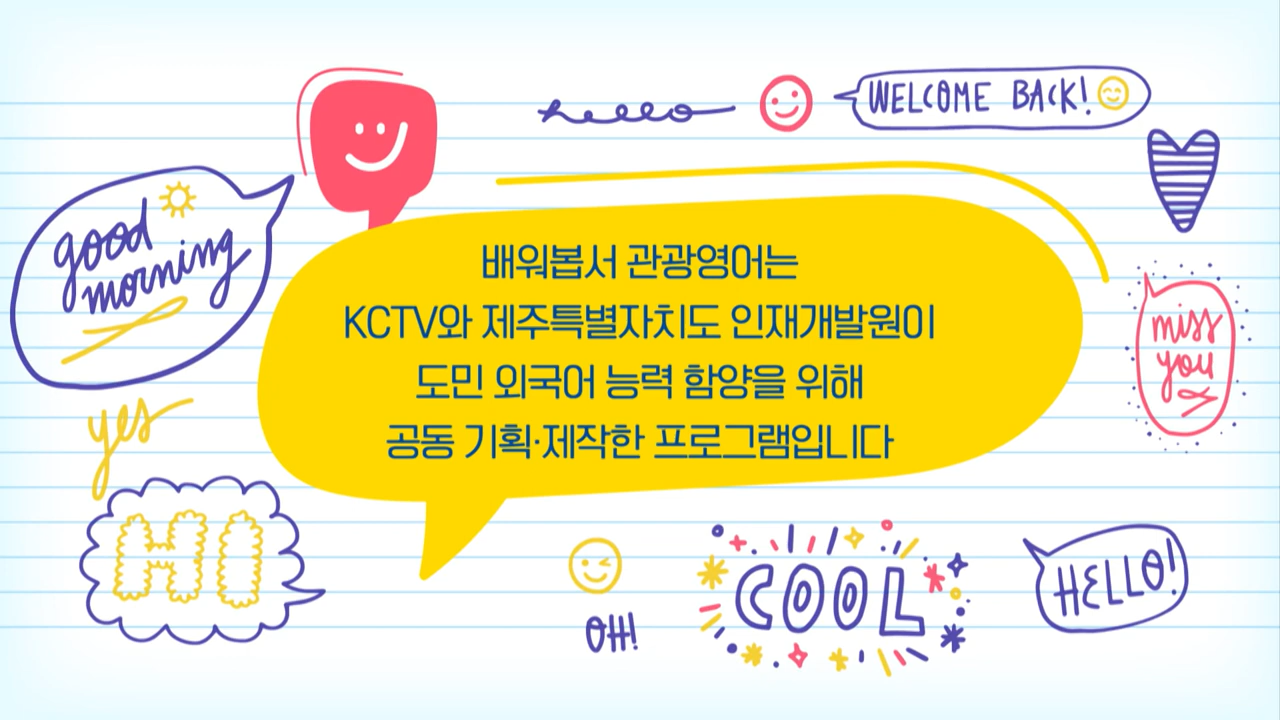 hello
WELCOME BACK!
good
morning
배워봅서 관광영어는
KCTV와 제주특별자치도 인재개발원이
도민 외국어 능력 함양을 위해
공동 기획·제작한 프로그램입니다
miss
you
yes
HI
OH!
COOL
HELLO!